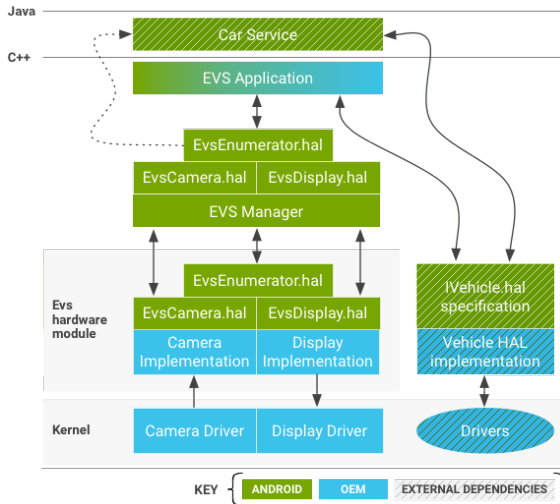 Java
Car Service
C++
EVS Application
EvsEnumerator.hal
EvsCamera.hal EvsDisplay.hal
EVS Manager
Evs
hardware
module
EvsEnumerator.hal
EvsCamera.hal EvsDisplay.hal
Camera
Implementation
Display
Implementation
IVehicle.hal
specification
Vehicle HAL
implementation
Kernel
Camera Driver
Display Driver
Drivers
KEY
ANDROID
OEM
EXTERNAL DEPENDENCIES